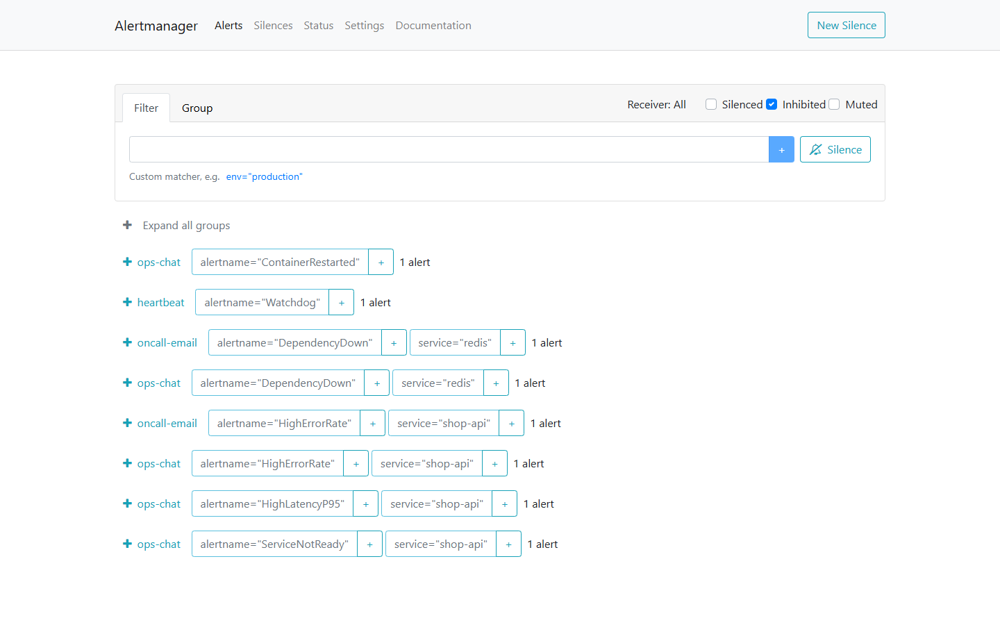 Alertmanager Alerts Silences Status Settings Documentation New Silence
Filter Group Receiver: All Silenced Inhibited Muted
+ Silence
Custom matcher, e.g. env="production"
+ Expand all groups
+ ops-chat alertname="ContainerRestarted" + 1 alert
+ heartbeat alertname="Watchdog" + 1 alert
+ oncall-email alertname="DependencyDown" + service="redis" + 1 alert
+ ops-chat alertname="DependencyDown" + service="redis" + 1 alert
+ oncall-email alertname="HighErrorRate" + service="shop-api" + 1 alert
+ ops-chat alertname="HighErrorRate" + service="shop-api" + 1 alert
+ ops-chat alertname="HighLatencyP95" + service="shop-api" + 1 alert
+ ops-chat alertname="ServiceNotReady" + service="shop-api" + 1 alert